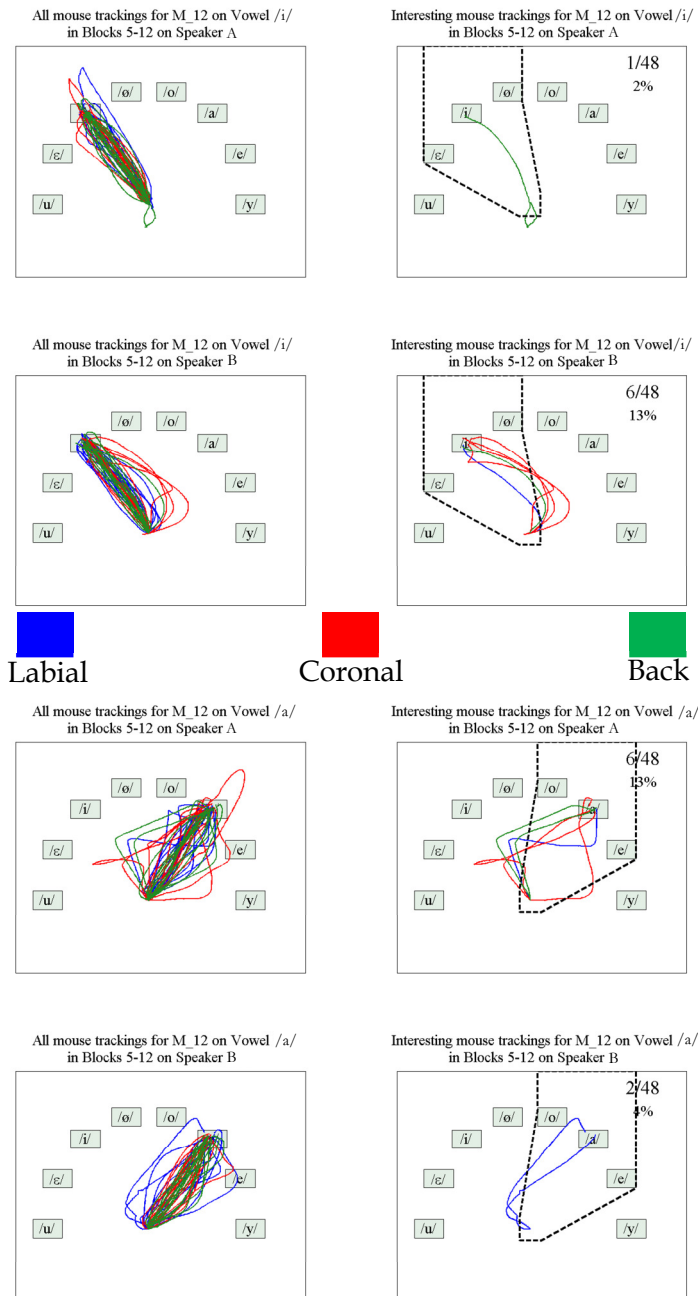 All mouse trackings for M_12 on Vowel /i/
in Blocks 5-12 on Speaker A
/ø/ /o/
/a/
/ɛ/ /e/
/u/ /y/
Interesting mouse trackings for M_12 on Vowel /i/
in Blocks 5-12 on Speaker A
1/48
2%
/ø/ /o/
/i/ /a/
/ɛ/ /e/
/u/ /y/
All mouse trackings for M_12 on Vowel /i/
in Blocks 5-12 on Speaker B
/ø/ /o/
/a/
/ɛ/ /e/
/u/ /y/
Interesting mouse trackings for M_12 on Vowel/i/
in Blocks 5-12 on Speaker B
6/48
13%
/ø/ /o/
/i/ /a/
/ɛ/ /e/
/u/ /y/
Labial Coronal Back
All mouse trackings for M_12 on Vowel /a/
in Blocks 5-12 on Speaker A
/ø/ /o/
/i/
/ɛ/ /e/
/u/ /y/
Interesting mouse trackings for M_12 on Vowel /a/
in Blocks 5-12 on Speaker A
6/48
13%
/ø/ /o/
/i/ /a/
/ɛ/ /e/
/u/ /y/
All mouse trackings for M_12 on Vowel /a/
in Blocks 5-12 on Speaker B
/ø/ /o/
/i/
/ɛ/ /e/
/u/ /y/
Interesting mouse trackings for M_12 on Vowel /a/
in Blocks 5-12 on Speaker B
2/48
4%
/ø/ /o/
/i/ /a/
/ɛ/ /e/
/u/ /y/